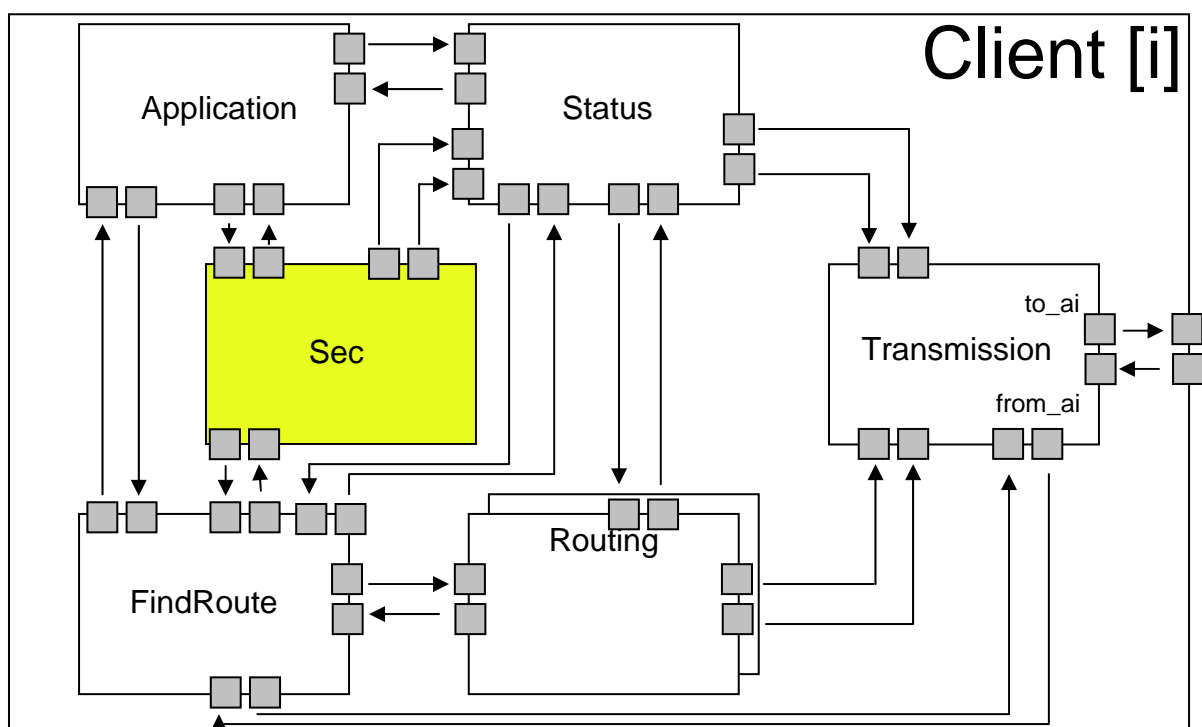 Client [i]
Application
Status
to_ai
Sec
Transmission
from_ai
Routing
FindRoute